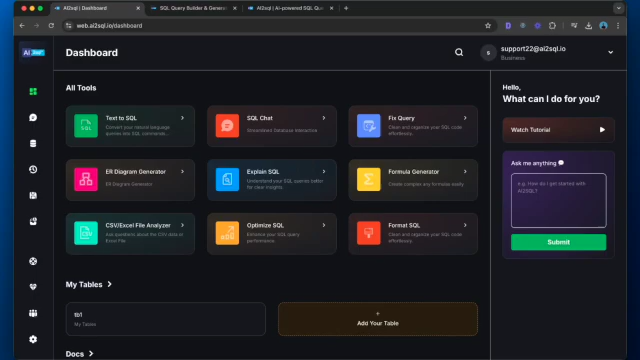 Ai2sql | Dashboard
SQL Query Builder & Genera
AI2sql | AI-powered SQL Qu
web.ai2sql.io/dashboard
Ai2sql
Dashboard
support22@ai2sql.io
Business
All Tools
Text to SQL
Convert your natural language
queries into SQL commands...
SQL Chat
Streamlined Database Interaction
Fix Query
Clean and organize your SQL code
effortlessly.
ER Diagram Generator
ER Diagram Generator
Explain SQL
Understand your SQL queries better
for clear insights
Formula Generator
Create complex any formulas easily
CSV/Excel File Analyzer
Ask questions about the CSV data or
Excel File
Optimize SQL
Enhance your SQL query
performance.
Format SQL
Clean and organize your SQL code
effortlessly.
My Tables
tb1
My Tables
+
Add Your Table
Docs
Hello,
What can I do for you?
Watch Tutorial
Ask me anything
e.g. How do I get started with
AI2SQL?
Submit